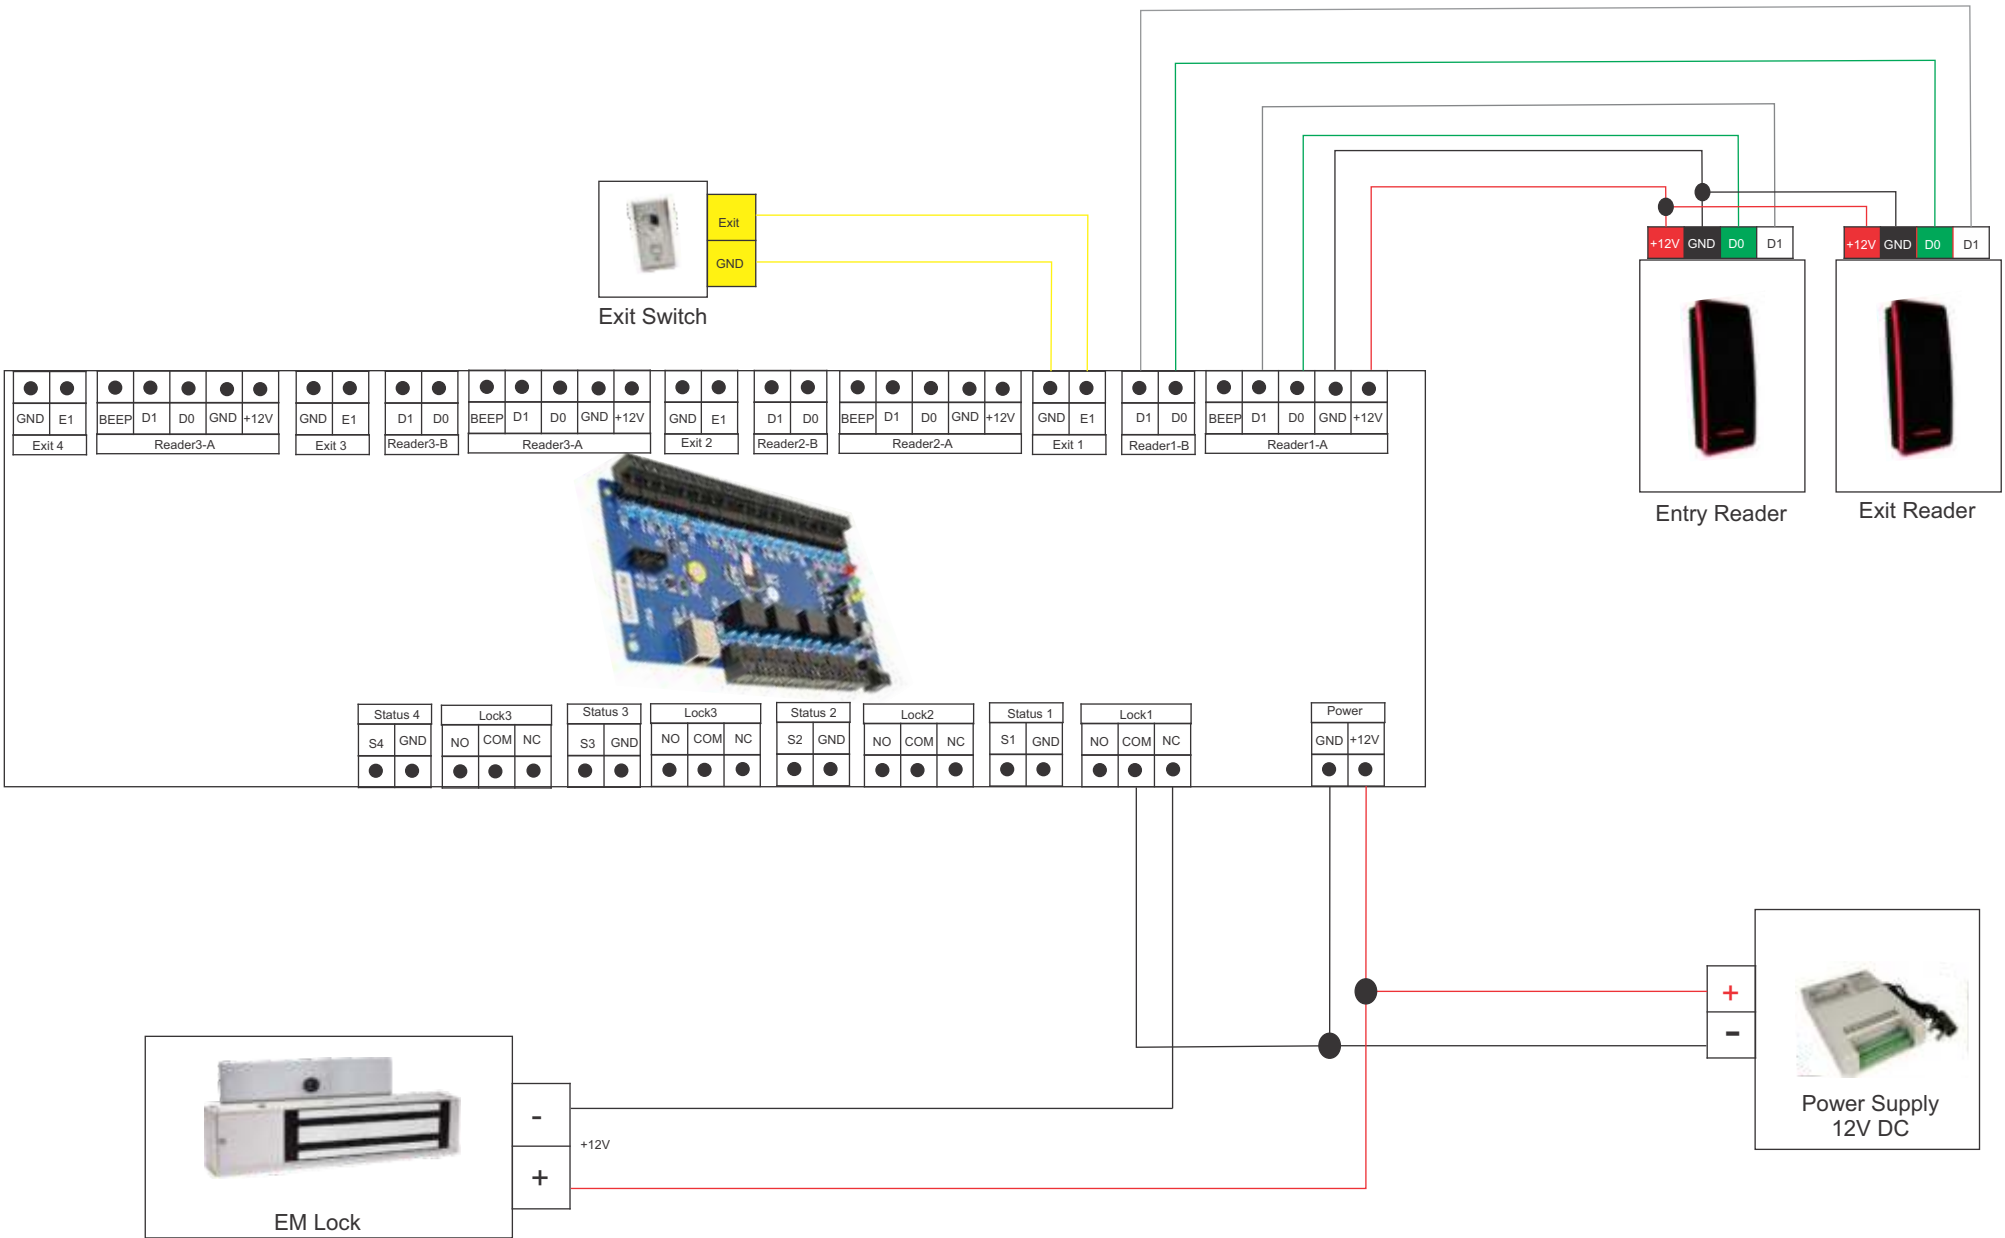 Exit
GND
Exit Switch
+12V GND D0 D1
+12V GND D0 D1
Entry Reader
Exit Reader
GND E1 BEEP D1 D0 GND +12V GND E1 D1 D0 BEEP D1 D0 GND +12V GND E1 D1 D0 BEEP D1 D0 GND +12V GND E1 D1 D0 BEEP D1 D0 GND +12V
Exit 4 Reader3-A Exit 3 Reader3-B Reader3-A Exit 2 Reader2-B Reader2-A Exit 1 Reader1-B Reader1-A
Status 4 Lock3 Status 3 Lock3 Status 2 Lock2 Status 1 Lock1 Power
S4 GND NO COM NC S3 GND NO COM NC S2 GND NO COM NC S1 GND NO COM NC GND +12V
+
-
Power Supply
12V DC
-
+12V
+
EM Lock